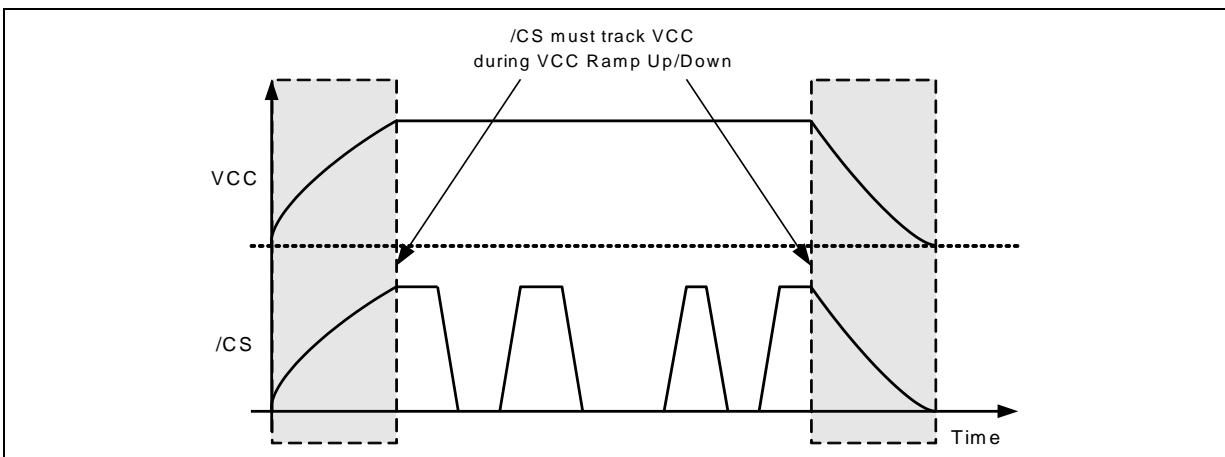 /CS must track VCC
during VCC Ramp Up/Down
VCC
/CS
Time